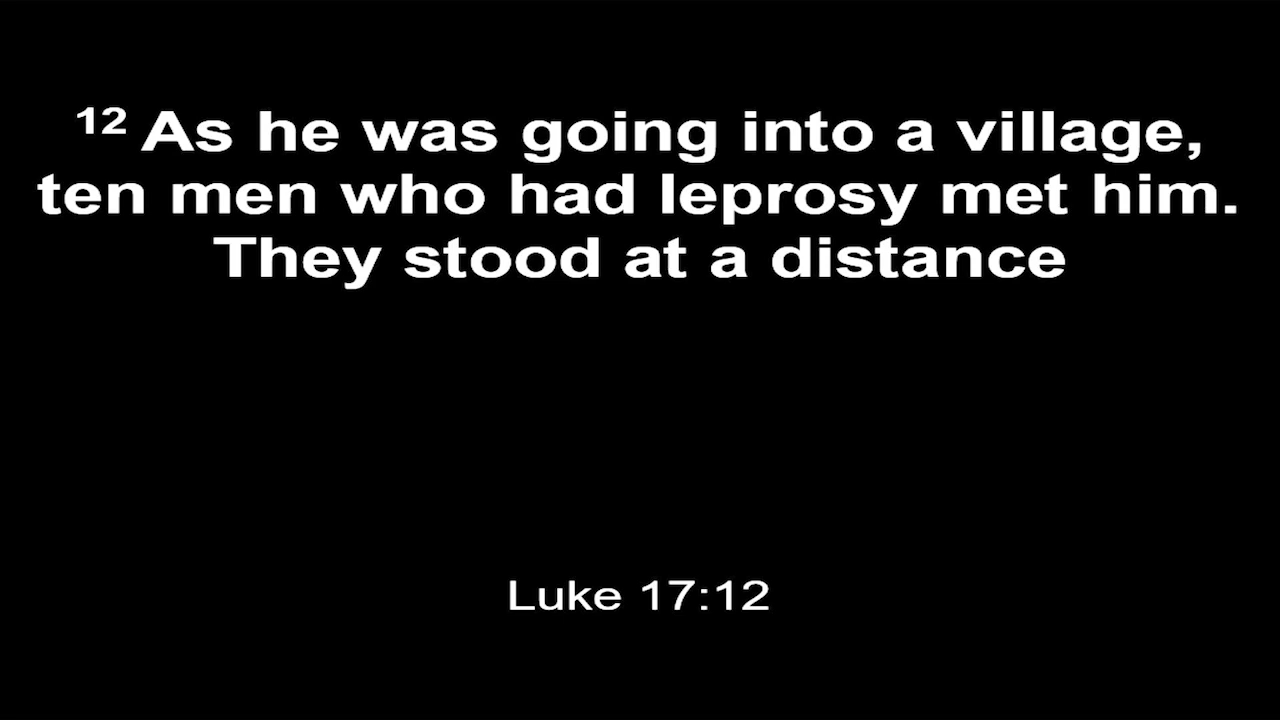 12 As he was going into a village,
ten men who had leprosy met him.
They stood at a distance
Luke 17:12